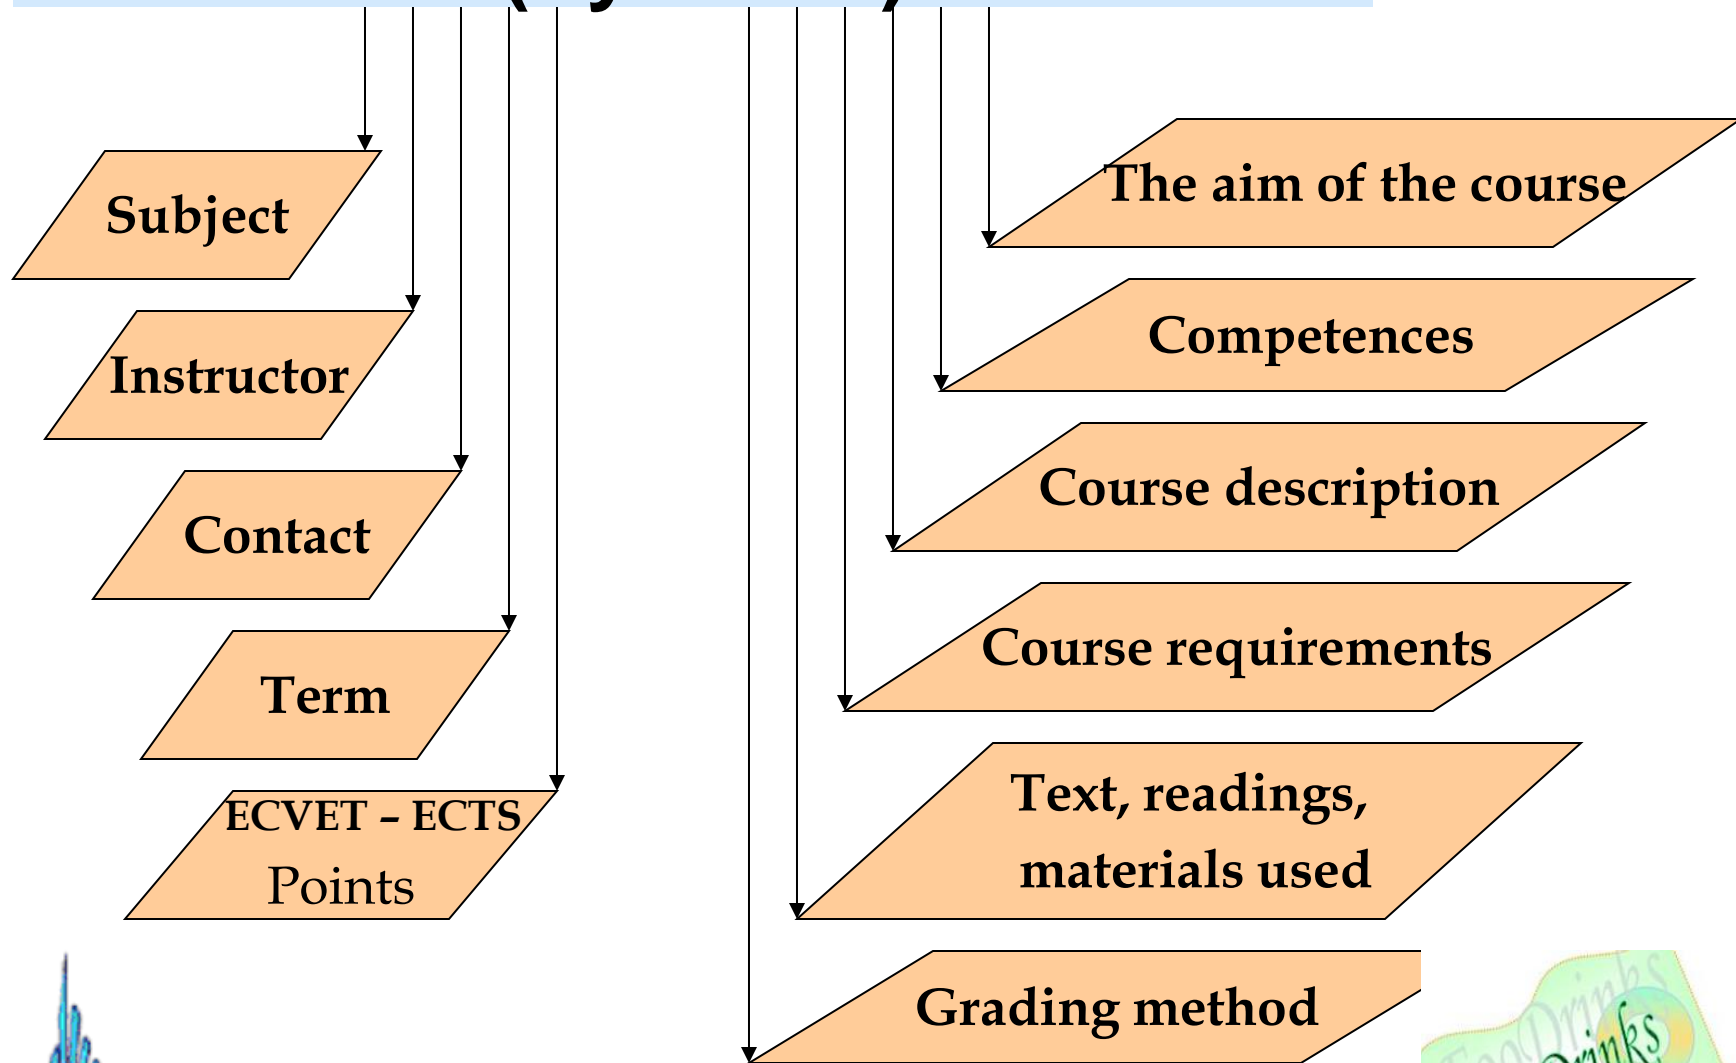 Subject
Instructor
Contact
Term
ECVET – ECTS
Points
The aim of the course
Competences
Course description
Course requirements
Text, readings,
materials used
Grading method